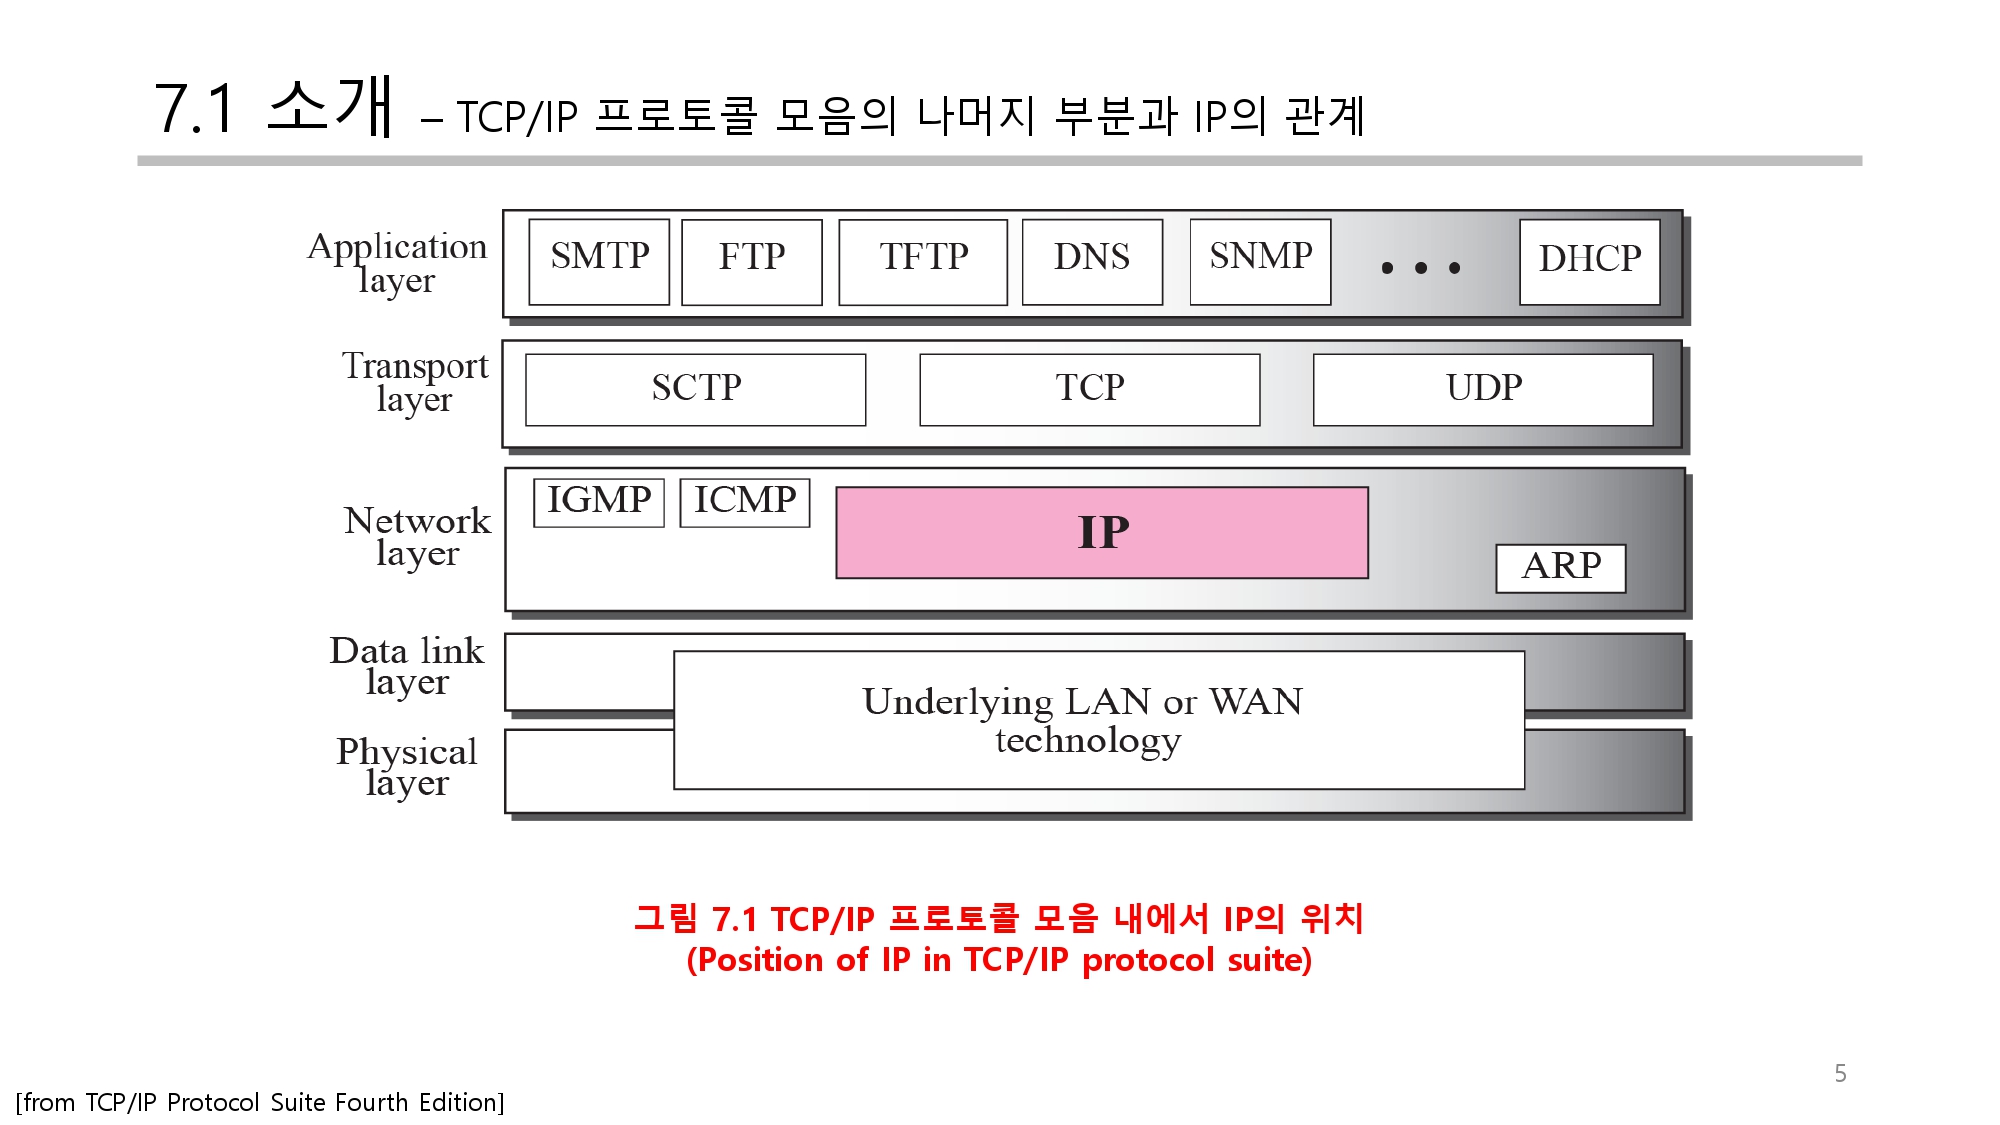 7.1 소개 – TCP/IP 프로토콜 모음의 나머지 부분과 IP의 관계
Application
layer
SMTP
FTP
TFTP
DNS
SNMP
• • •
DHCP
Transport
layer
SCTP
TCP
UDP
Network
layer
IGMP
ICMP
IP
ARP
Data link
layer
Underlying LAN or WAN
technology
Physical
layer
그림 7.1 TCP/IP 프로토콜 모음 내에서 IP의 위치
(Position of IP in TCP/IP protocol suite)
5
[from TCP/IP Protocol Suite Fourth Edition]